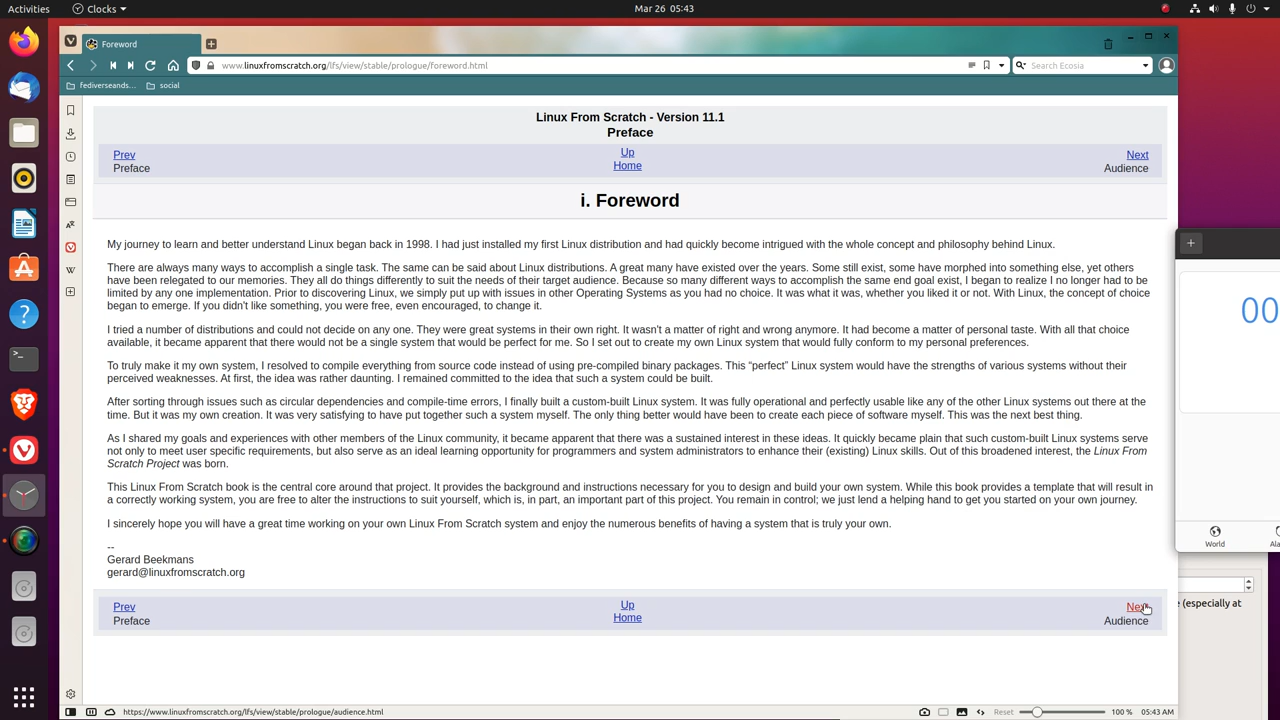 Activities
Clocks
Mar 26 05:43
Foreword
www.linuxfromscratch.org/lfs/view/stable/prologue/foreword.html
Search Ecosia
fediverseands...
social
Linux From Scratch - Version 11.1
Preface
Prev
Up
Next
Preface
Home
Audience
i. Foreword
My journey to learn and better understand Linux began back in 1998. I had just installed my first Linux distribution and had quickly become intrigued with the whole concept and philosophy behind Linux.
There are always many ways to accomplish a single task. The same can be said about Linux distributions. A great many have existed over the years. Some still exist, some have morphed into something else, yet others
have been relegated to our memories. They all do things differently to suit the needs of their target audience. Because so many different ways to accomplish the same end goal exist, I began to realize I no longer had to be
limited by any one implementation. Prior to discovering Linux, we simply put up with issues in other Operating Systems as you had no choice. It was what it was, whether you liked it or not. With Linux, the concept of choice
began to emerge. If you didn't like something, you were free, even encouraged, to change it.
I tried a number of distributions and could not decide on any one. They were great systems in their own right. It wasn't a matter of right and wrong anymore. It had become a matter of personal taste. With all that choice
available, it became apparent that there would not be a single system that would be perfect for me. So I set out to create my own Linux system that would fully conform to my personal preferences.
To truly make it my own system, I resolved to compile everything from source code instead of using pre-compiled binary packages. This “perfect” Linux system would have the strengths of various systems without their
perceived weaknesses. At first, the idea was rather daunting. I remained committed to the idea that such a system could be built.
After sorting through issues such as circular dependencies and compile-time errors, I finally built a custom-built Linux system. It was fully operational and perfectly usable like any of the other Linux systems out there at the
time. But it was my own creation. It was very satisfying to have put together such a system myself. The only thing better would have been to create each piece of software myself. This was the next best thing.
As I shared my goals and experiences with other members of the Linux community, it became apparent that there was a sustained interest in these ideas. It quickly became plain that such custom-built Linux systems serve
not only to meet user specific requirements, but also serve as an ideal learning opportunity for programmers and system administrators to enhance their (existing) Linux skills. Out of this broadened interest, the Linux From
Scratch Project was born.
This Linux From Scratch book is the central core around that project. It provides the background and instructions necessary for you to design and build your own system. While this book provides a template that will result in
a correctly working system, you are free to alter the instructions to suit yourself, which is, in part, an important part of this project. You remain in control; we just lend a helping hand to get you started on your own journey.
I sincerely hope you will have a great time working on your own Linux From Scratch system and enjoy the numerous benefits of having a system that is truly your own.
--
Gerard Beekmans
gerard@linuxfromscratch.org
Prev
Up
Next
Preface
Home
Audience
00
World
Ala
e (especially at
https://www.linuxfromscratch.org/lfs/view/stable/prologue/audience.html
Reset
100 %
05:43 AM